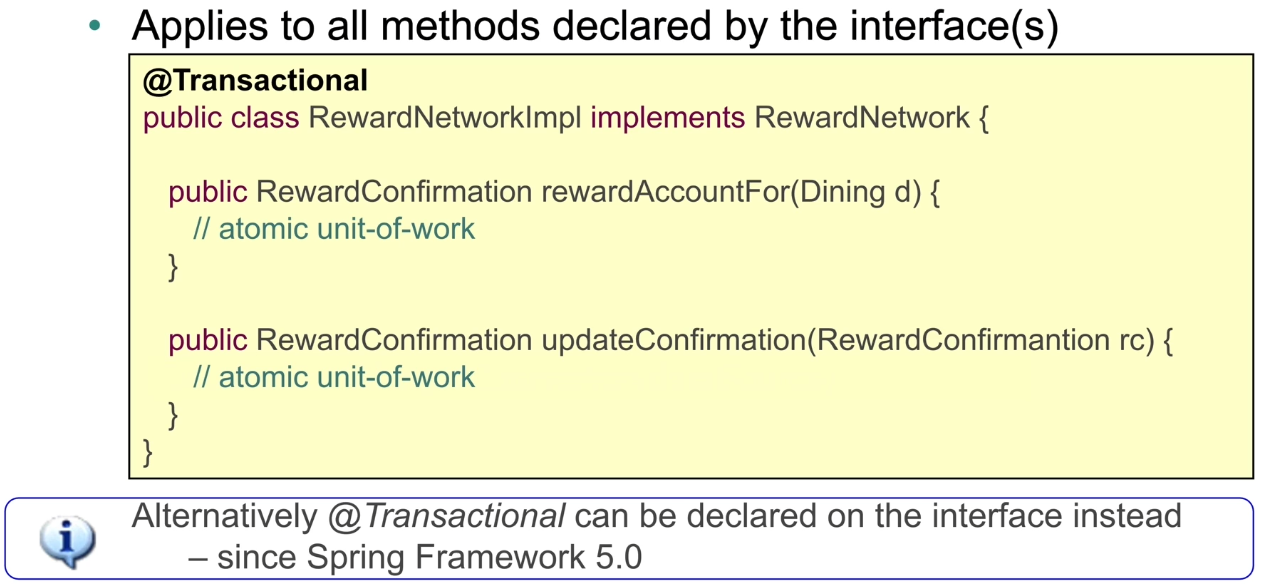 • Applies to all methods declared by the interface(s)
@Transactional
public class RewardNetworkImpl implements RewardNetwork {
public RewardConfirmation rewardAccountFor(Dining d) {
// atomic unit-of-work
}
public RewardConfirmation updateConfirmation(RewardConfirmantion rc) {
// atomic unit-of-work
}
}
Alternatively @Transactional can be declared on the interface instead
– since Spring Framework 5.0